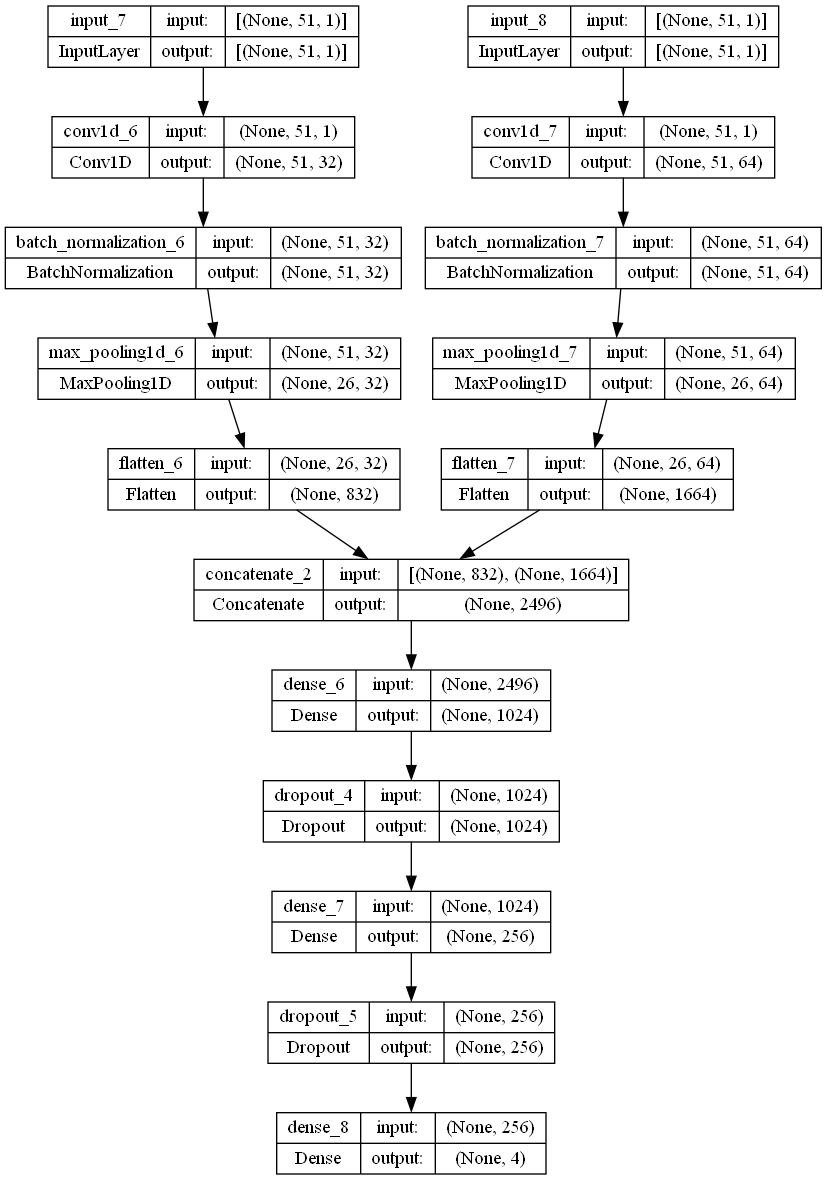 input_7 input: [(None, 51, 1)]
InputLayer output: [(None, 51, 1)]
input_8 input: [(None, 51, 1)]
InputLayer output: [(None, 51, 1)]
conv1d_6 input: (None, 51, 1)
Conv1D output: (None, 51, 32)
conv1d_7 input: (None, 51, 1)
Conv1D output: (None, 51, 64)
batch_normalization_6 input: (None, 51, 32)
BatchNormalization output: (None, 51, 32)
batch_normalization_7 input: (None, 51, 64)
BatchNormalization output: (None, 51, 64)
max_pooling1d_6 input: (None, 51, 32)
MaxPooling1D output: (None, 26, 32)
max_pooling1d_7 input: (None, 51, 64)
MaxPooling1D output: (None, 26, 64)
flatten_6 input: (None, 26, 32)
Flatten output: (None, 832)
flatten_7 input: (None, 26, 64)
Flatten output: (None, 1664)
concatenate_2 input: [(None, 832), (None, 1664)]
Concatenate output: (None, 2496)
dense_6 input: (None, 2496)
Dense output: (None, 1024)
dropout_4 input: (None, 1024)
Dropout output: (None, 1024)
dense_7 input: (None, 1024)
Dense output: (None, 256)
dropout_5 input: (None, 256)
Dropout output: (None, 256)
dense_8 input: (None, 256)
Dense output: (None, 4)